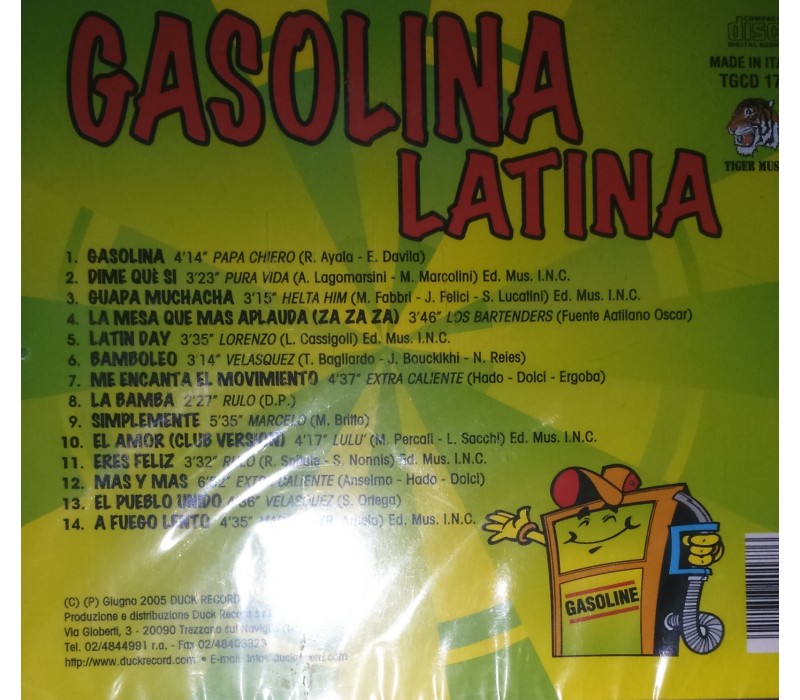 GASOLINA
LATINA
DIGITAL AUDIO
MADE IN
TGCD
TIGER
1. GASOLINA 4'14" PAPA CHIERO (R. Ayala - E. Davila)
2. DIME QUÈ SI 3'23" PURA VIDA (A. Lagomarsini - M. Marcolini) Ed. Mus. I.N.C.
3. GUAPA MUCHACHA 3'15" HELTA HIM (M. Fabbri - J. Felici - S. Lucatini) Ed. Mus. I.N.C.
4. LA MESA QUE MAS APLAUDA (ZA ZA ZA) 3'46" LOS BARTENDERS (Fuente Aatilano Oscar)
5. LATIN DAY 3'35" LORENZO (L. Cassigoli) Ed. Mus. I.N.C.
6. BAMBOLEO 3'14" VELASQUEZ (T. Bagliardo - J. Bouckikhi - N. Reies)
7. ME ENCANTA EL MOVIMIENTO 4'37" EXTRA CALIENTE (Hado - Dolci - Ergoba)
8. LA BAMBA 2'27" RULO (D.P.)
9. SIMPLEMENTE 5'35" MARCELO (M. Britto)
10. EL AMOR (CLUB VERSION) 4'17" LULU' (M. Percali - L. Sacchi) Ed. Mus. I.N.C.
11. ERES FELIZ 3'32" RULO (R. - S. Nonnis) Ed. Mus. I.N.C.
12. MAS Y MAS EXTRA CALIENTE (Anselmo - Hado - Dolci)
13. EL PUEBLO UNIDO VELASQUEZ (S. Ortega)
14. A FUEGO LENTO 4'35" Ed. Mus. I.N.C.
GASOLINE
(C) (P) Giugno 2005 DUCK RECORD
Produzione e distribuzione Duck Record
Via Gioberti, 3 - 20090 Trezzano sul
Tel. 02/4844991 r.a. - Fax 02/48403323
http://www.duckrecord.com • E-mail: